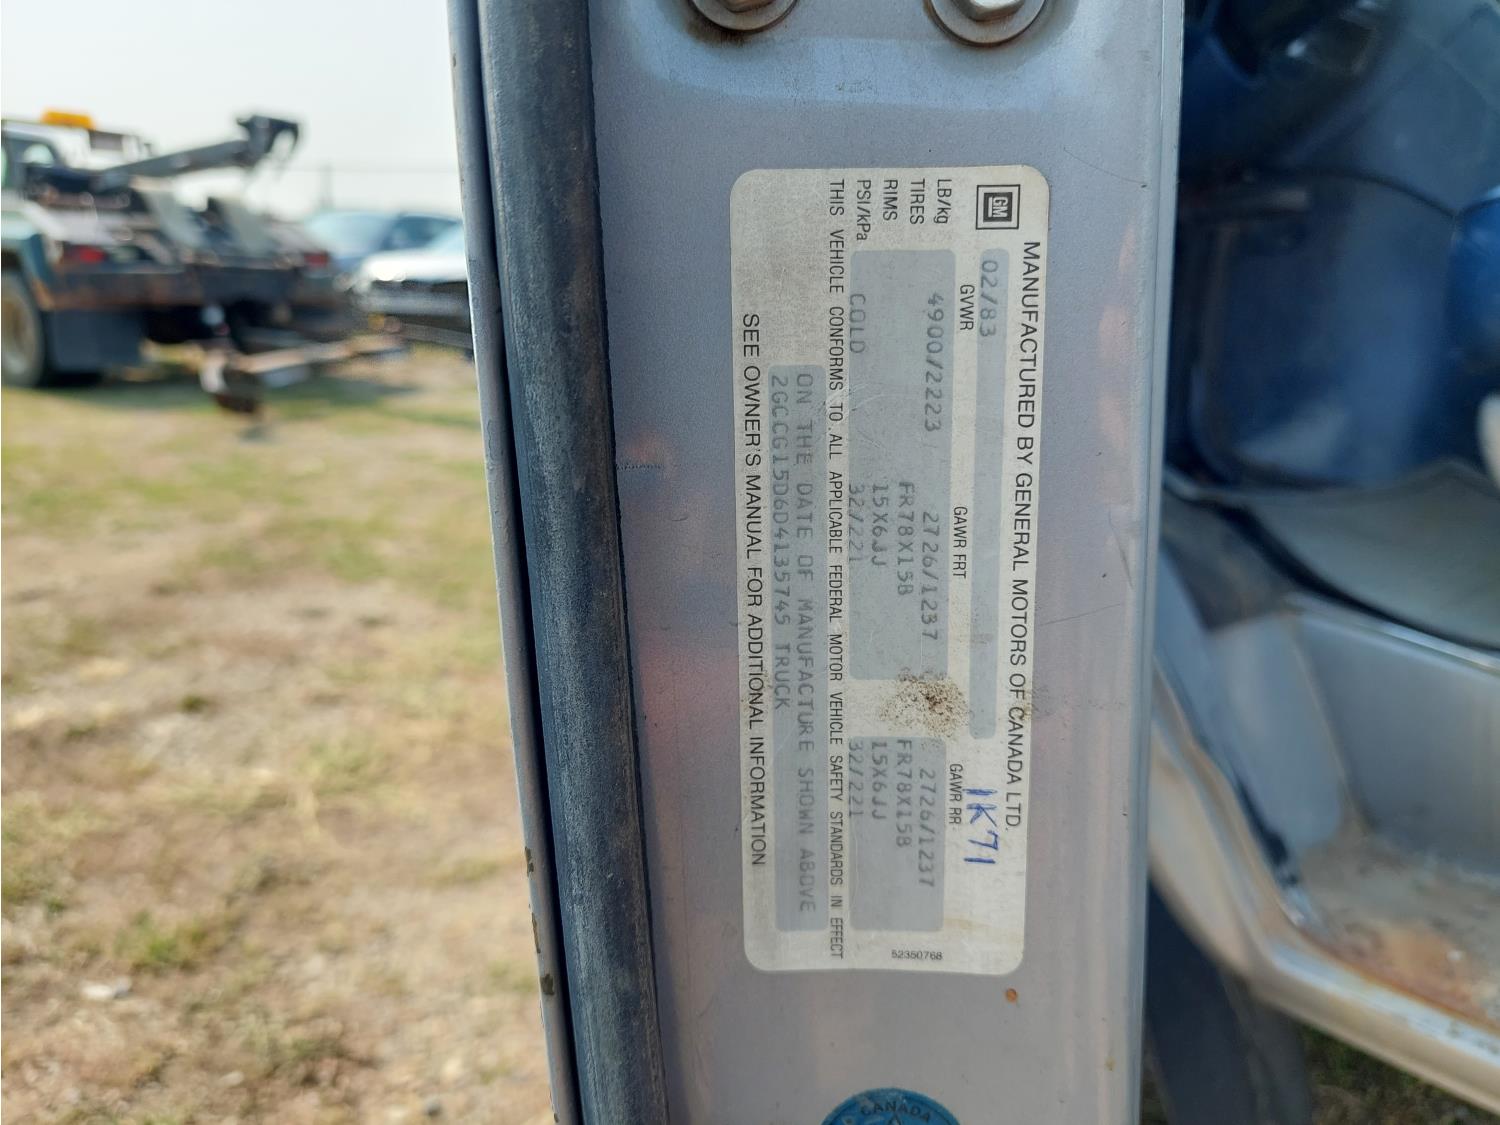 GM
MANUFACTURED BY GENERAL MOTORS OF CANADA LTD.
02/83
1K71
GVWR GAWR FRT GAWR RR
LB/kg 4900/2223 2726/1237 2726/1237
TIRES FR78X15B FR78X15B
RIMS 15X6JJ 15X6JJ
PSI/kPa COLD 32/221 32/221
THIS VEHICLE CONFORMS TO ALL APPLICABLE FEDERAL MOTOR VEHICLE SAFETY STANDARDS IN EFFECT
ON THE DATE OF MANUFACTURE SHOWN ABOVE
2GCCG15D6D4135745 TRUCK
SEE OWNER'S MANUAL FOR ADDITIONAL INFORMATION
52350768
CANADA